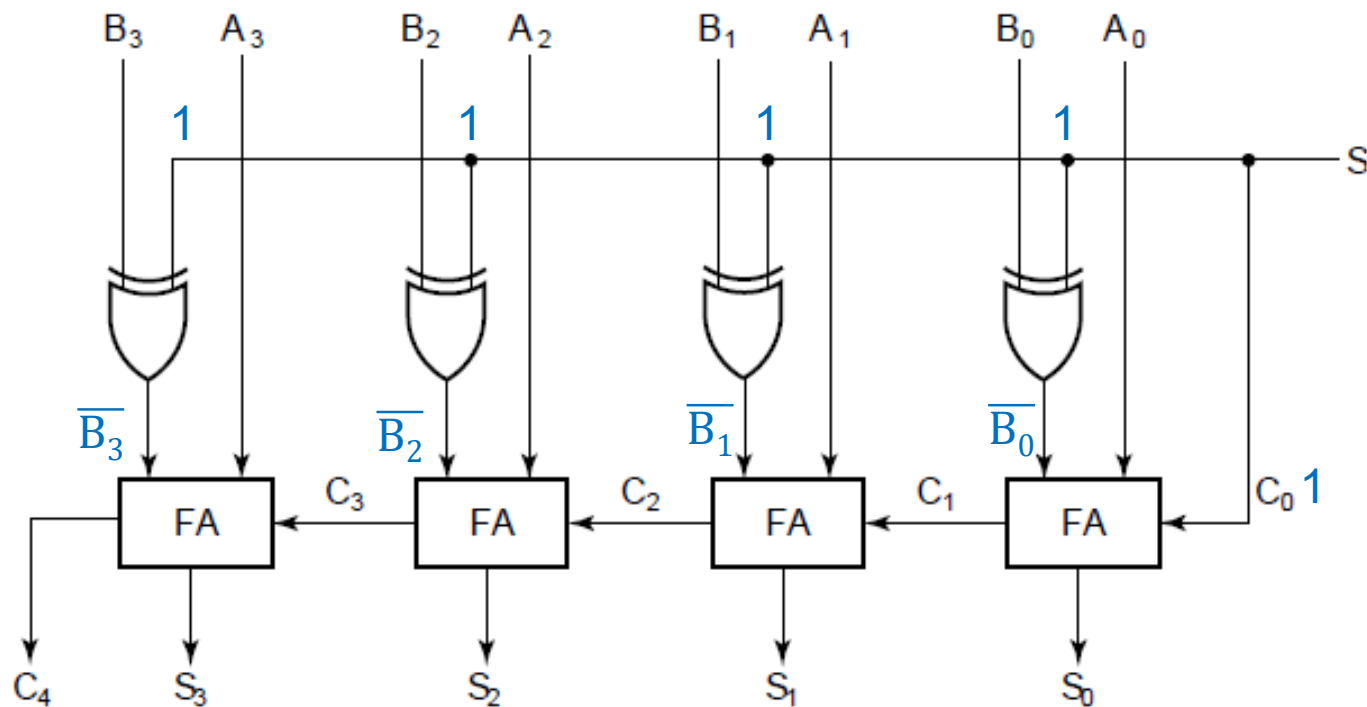 B₃ A₃ B₂ A₂ B₁ A₁ B₀ A₀
1 1 1 1
S
B̅₃ B̅₂ B̅₁ B̅₀
C₃ C₂ C₁ C₀ 1
FA FA FA FA
C₄ S₃ S₂ S₁ S₀